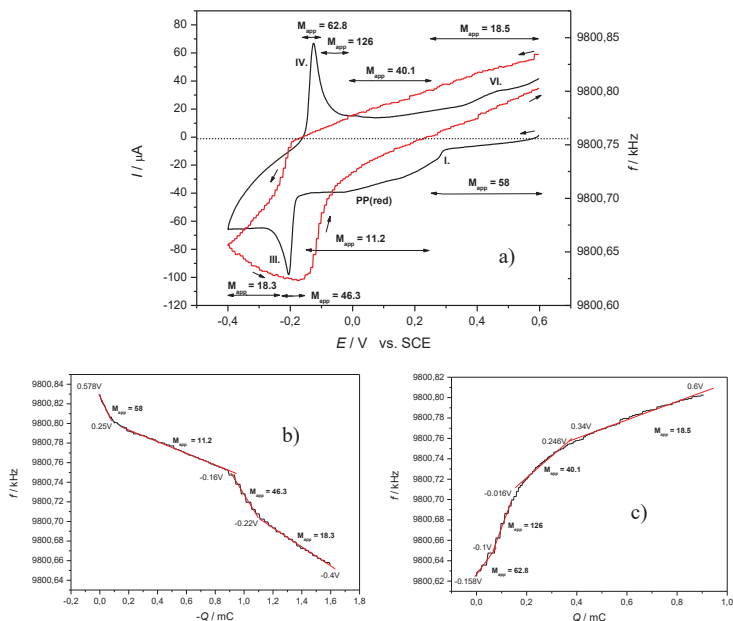 M app = 62.8
M app = 126
M app = 18.5
M app = 40.1
IV.
VI.
I.
PP(red)
M app = 58
M app = 11.2
III.
M app = 18.3
M app = 46.3
a)
80
60
40
20
0
-20
-40
-60
-80
-100
-120
I / μA
9800,85
9800,80
9800,75
9800,70
9800,65
9800,60
f / kHz
-0,4 -0,2 0,0 0,2 0,4 0,6
E / V vs. SCE
9800,84
9800,82
9800,80
9800,78
9800,76
9800,74
9800,72
9800,70
9800,68
9800,66
9800,64
f / kHz
0.578V
M app = 58
0.25V
M app = 11.2
b)
-0.16V
M app = 46.3
-0.22V
M app = 18.3
-0.4V
-0,2 0,0 0,2 0,4 0,6 0,8 1,0 1,2 1,4 1,6 1,8
-Q / mC
9800,82
9800,80
9800,78
9800,76
9800,74
9800,72
9800,70
9800,68
9800,66
9800,64
9800,62
f / kHz
0.6V
0.34V
0.246V
M app = 18.5
M app = 40.1
-0.016V
c)
M app = 126
-0.1V
M app = 62.8
-0.158V
0,0 0,2 0,4 0,6 0,8 1,0
Q / mC